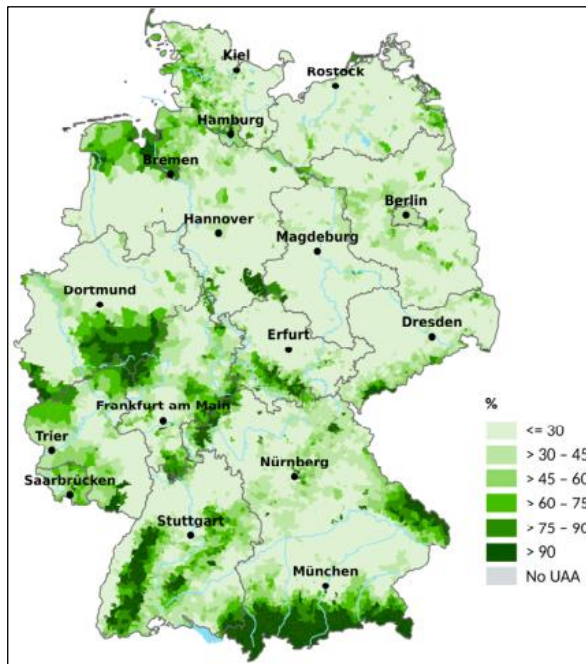 Kiel
Rostock
Hamburg
Bremen
Berlin
Hannover
Magdeburg
Dortmund
Dresden
Erfurt
Frankfurt am Main
Trier
Nürnberg
Saarbrücken
Stuttgart
München
%
<= 30
> 30 – 45
> 45 – 60
> 60 – 75
> 75 – 90
> 90
No UAA